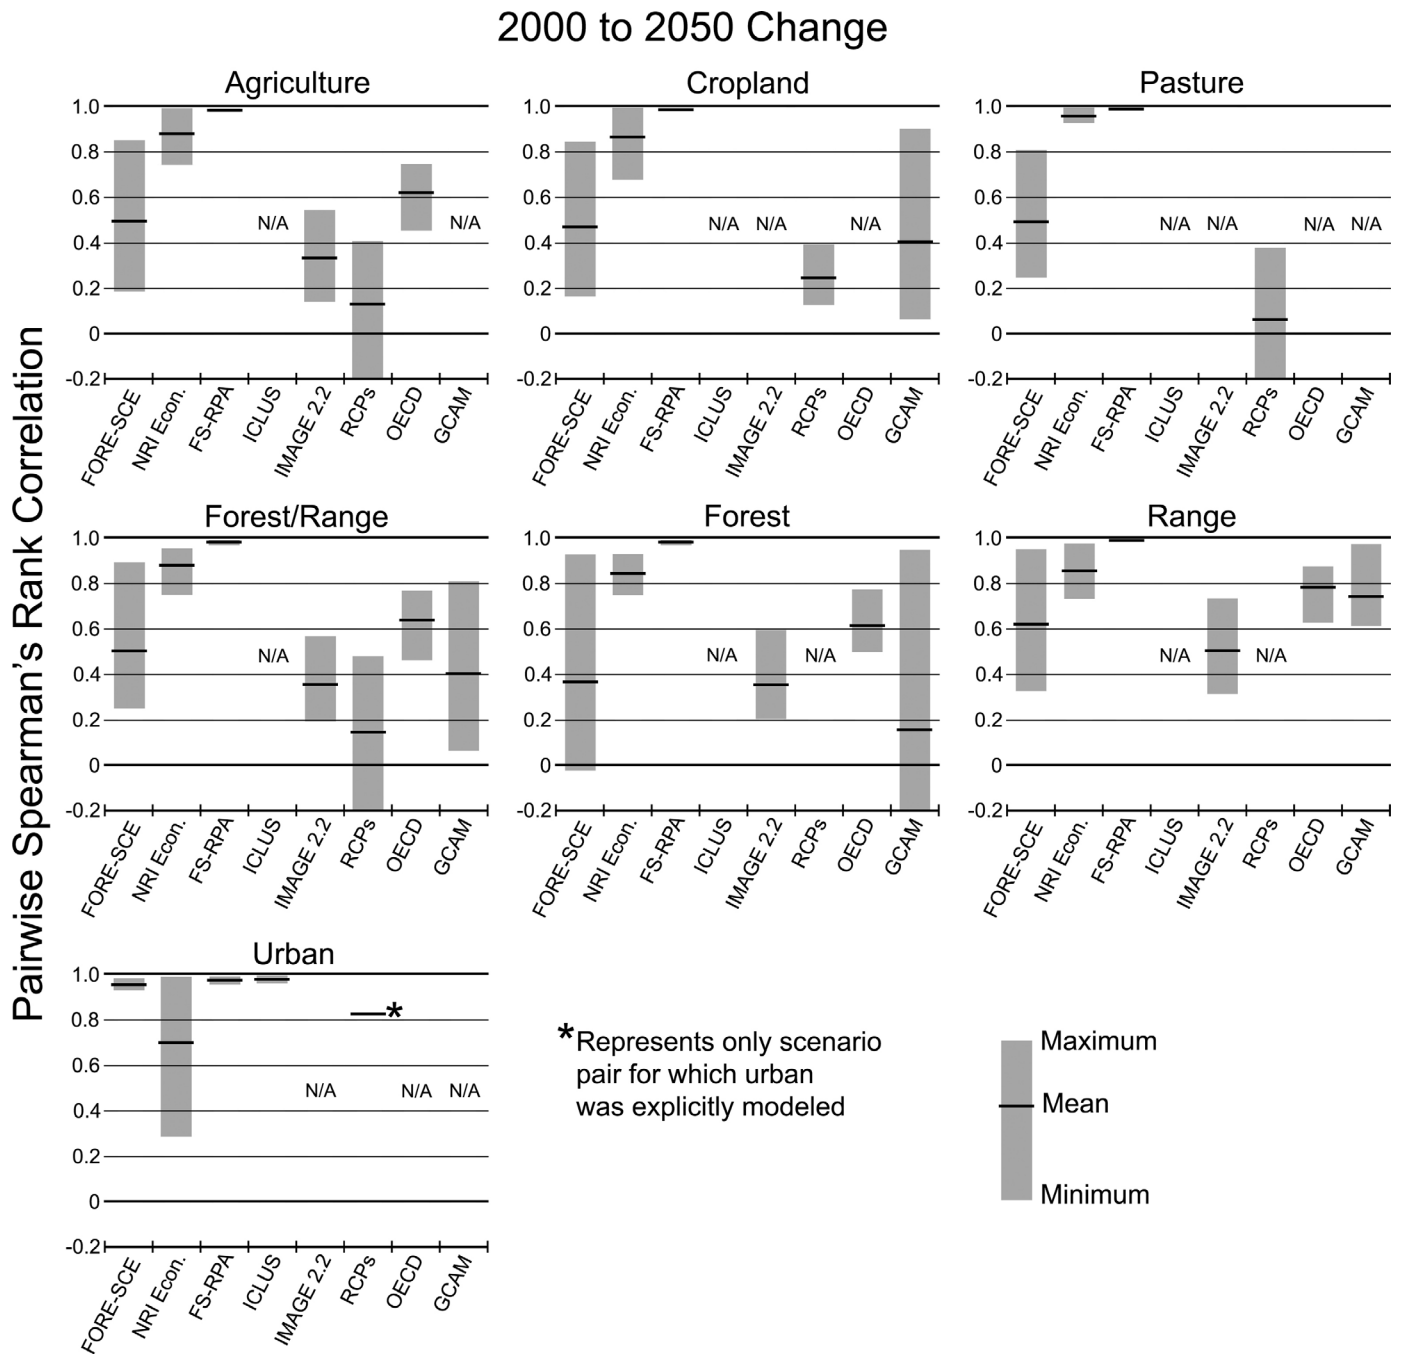 2000 to 2050 Change
Pairwise Spearman's Rank Correlation
Agriculture
1.0
0.8
0.6
0.4
0.2
0
-0.2
N/A
N/A
FORE-SCE
NRI Econ.
FS-RPA
ICLUS
IMAGE 2.2
RCPs
OECD
GCAM
Cropland
1.0
0.8
0.6
0.4
0.2
0
-0.2
N/A
N/A
N/A
FORE-SCE
NRI Econ.
FS-RPA
ICLUS
IMAGE 2.2
RCPs
OECD
GCAM
Pasture
1.0
0.8
0.6
0.4
0.2
0
-0.2
N/A
N/A
N/A
N/A
FORE-SCE
NRI Econ.
FS-RPA
ICLUS
IMAGE 2.2
RCPs
OECD
GCAM
Forest/Range
1.0
0.8
0.6
0.4
0.2
0
-0.2
N/A
FORE-SCE
NRI Econ.
FS-RPA
ICLUS
IMAGE 2.2
RCPs
OECD
GCAM
Forest
1.0
0.8
0.6
0.4
0.2
0
-0.2
N/A
N/A
FORE-SCE
NRI Econ.
FS-RPA
ICLUS
IMAGE 2.2
RCPs
OECD
GCAM
Range
1.0
0.8
0.6
0.4
0.2
0
-0.2
N/A
N/A
FORE-SCE
NRI Econ.
FS-RPA
ICLUS
IMAGE 2.2
RCPs
OECD
GCAM
Urban
1.0
0.8
0.6
0.4
0.2
0
-0.2
*
N/A
N/A
N/A
FORE-SCE
NRI Econ.
FS-RPA
ICLUS
IMAGE 2.2
RCPs
OECD
GCAM
*Represents only scenario
pair for which urban
was explicitly modeled
Maximum
Mean
Minimum